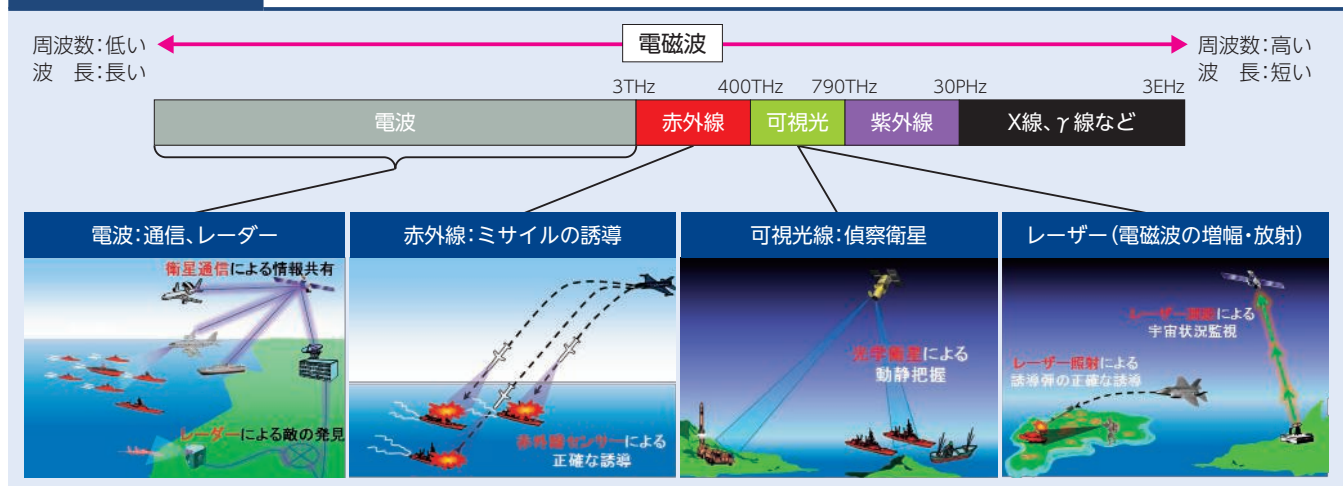 周波数:低い
波　長:長い
電磁波
周波数:高い
波　長:短い
3THz 400THz 790THz 30PHz 3EHz
電波 赤外線 可視光 紫外線 X線、γ線など
電波:通信、レーダー
衛星通信による情報共有
レーダーによる敵の発見
赤外線:ミサイルの誘導
赤外線センサーによる
正確な誘導
可視光線:偵察衛星
光学衛星による
動静把握
レーザー(電磁波の増幅・放射)
レーザー照射による
宇宙状況監視
レーザー照射による
誘導弾の正確な誘導